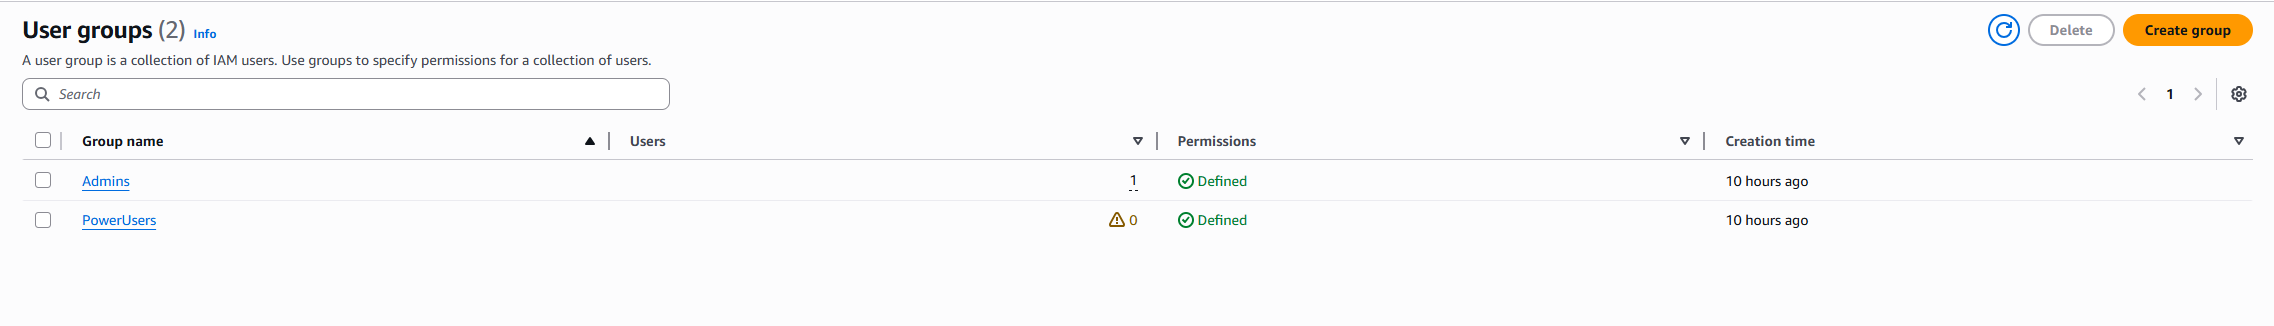 User groups (2) Info
Delete
Create group
A user group is a collection of IAM users. Use groups to specify permissions for a collection of users.
Search
1
Group name Users Permissions Creation time
Admins 1 Defined 10 hours ago
PowerUsers 0 Defined 10 hours ago